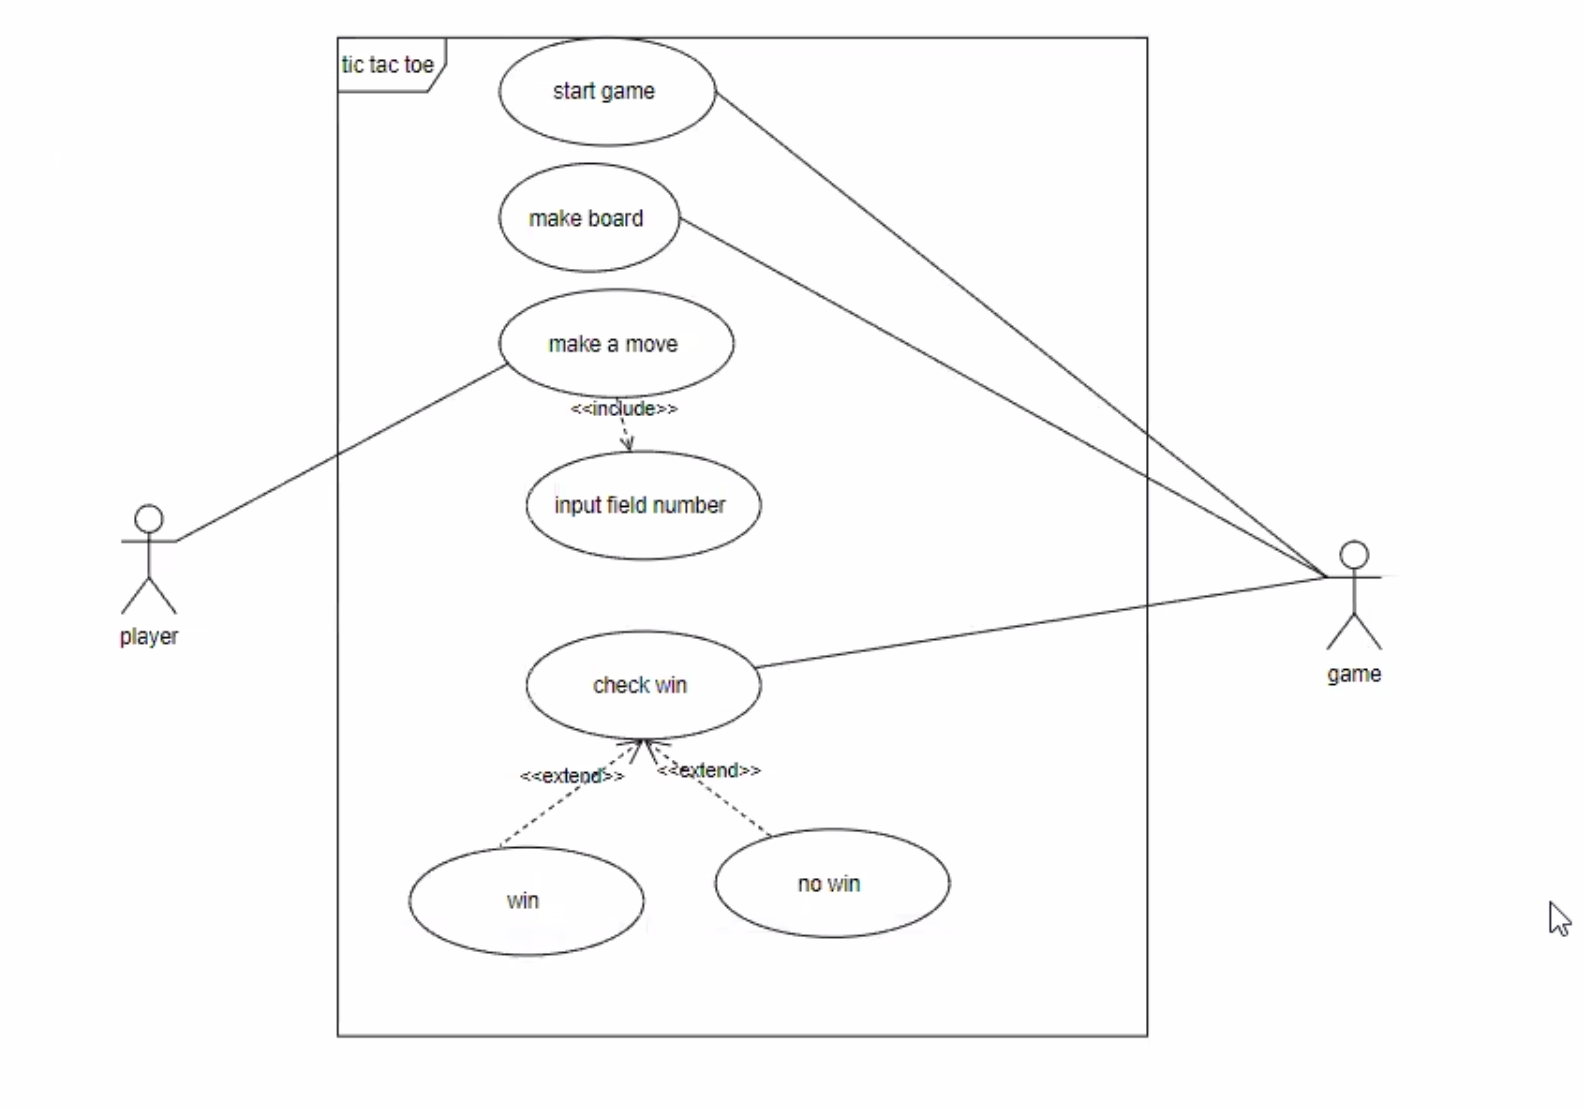 tic tac toe
start game
make board
make a move
<<include>>
input field number
player
game
check win
<<extend>>
<<extend>>
win
no win